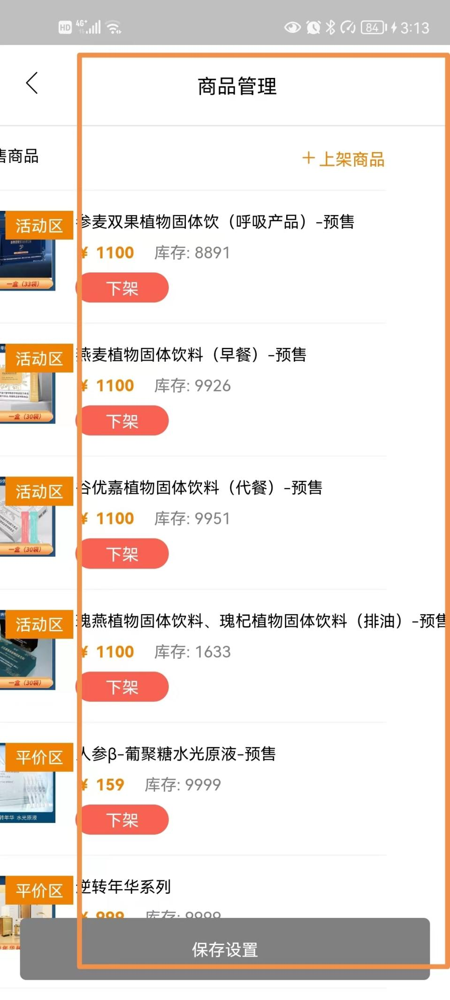 HD 4G+ 84 3:13
商品管理
售商品
+ 上架商品
活动区
参麦双果植物固体饮（呼吸产品）-预售
¥ 1100 库存: 8891
一盒（33袋）
下架
活动区
燕麦植物固体饮料（早餐）-预售
¥ 1100 库存: 9926
一盒（30袋）
下架
活动区
谷优嘉植物固体饮料（代餐）-预售
¥ 1100 库存: 9951
一盒（30袋）
下架
活动区
瑰燕植物固体饮料、瑰杞植物固体饮料（排油）-预售
¥ 1100 库存: 1633
一盒（30袋）
下架
平价区
人参β-葡聚糖水光原液-预售
¥ 159 库存: 9999
转年华 水光原液
下架
平价区
逆转年华系列
¥ 999 库存: 9999
保存设置